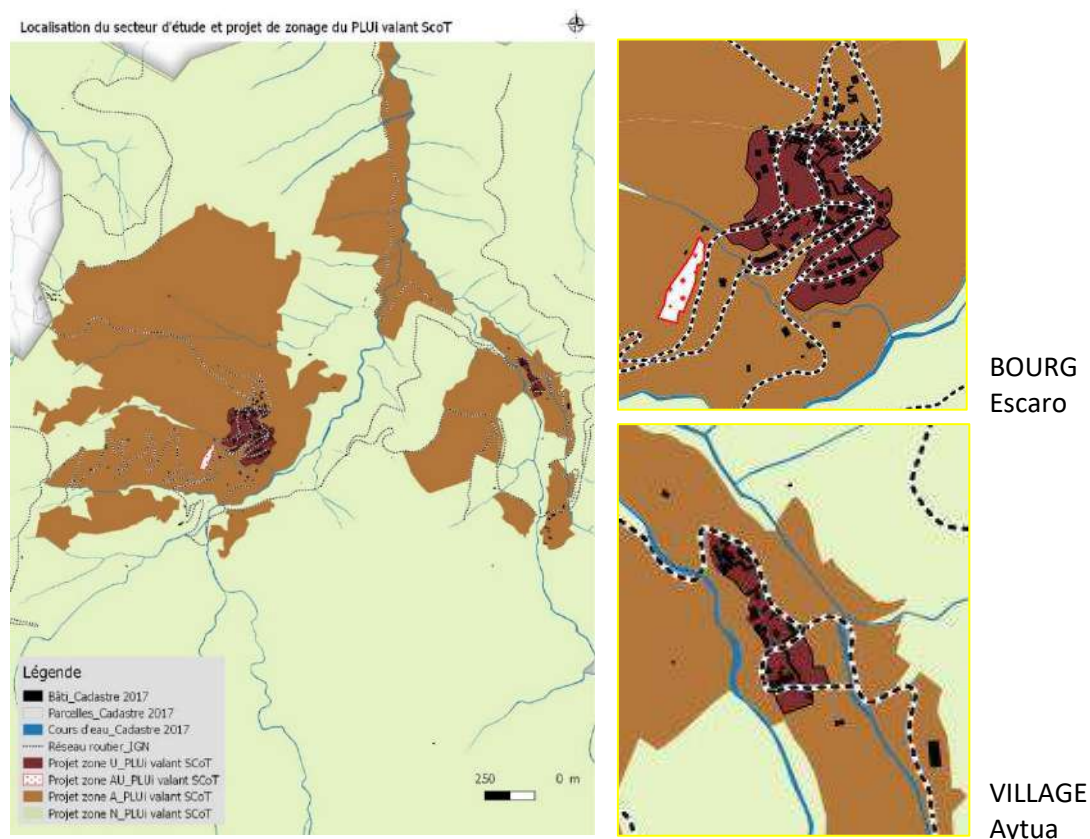 Localisation du secteur d'étude et projet de zonage du PLUi valant ScoT
BOURG
Escaro
Légende
Bâti_Cadastre 2017
Parcelles_Cadastre 2017
Cours d'eau_Cadastre 2017
Réseau routier_IGN
Projet zone U_PLUi valant SCoT
Projet zone AU_PLUi valant SCoT
Projet zone A_PLUi valant SCoT
Projet zone N_PLUi valant SCoT
250 0 m
VILLAGE
Aytua